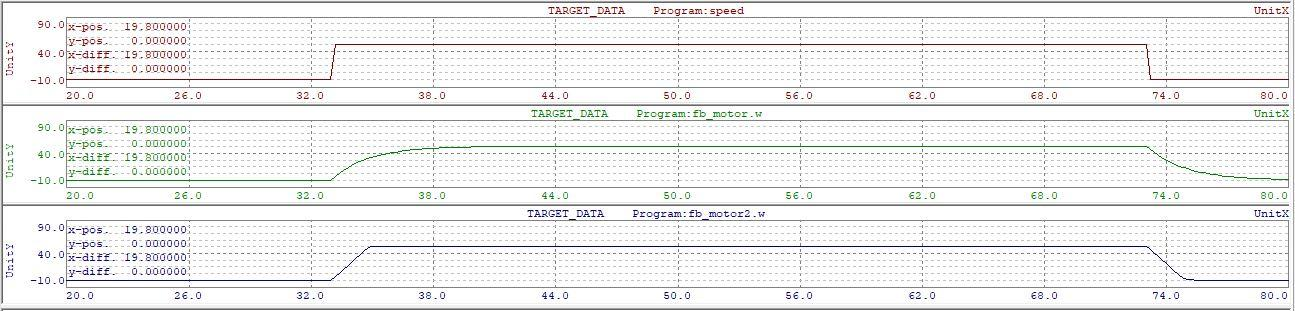 TARGET_DATA Program:speed UnitX
90.0
x-pos. 19.800000
y-pos. 0.000000
40.0
x-diff. 19.800000
y-diff. 0.000000
-10.0
UnitY
20.0 26.0 32.0 38.0 44.0 50.0 56.0 62.0 68.0 74.0 80.0
TARGET_DATA Program:fb_motor.w UnitX
90.0
x-pos. 19.800000
y-pos. 0.000000
40.0
x-diff. 19.800000
y-diff. 0.000000
-10.0
UnitY
20.0 26.0 32.0 38.0 44.0 50.0 56.0 62.0 68.0 74.0 80.0
TARGET_DATA Program:fb_motor2.w UnitX
90.0
x-pos. 19.800000
y-pos. 0.000000
40.0
x-diff. 19.800000
y-diff. 0.000000
-10.0
UnitY
20.0 26.0 32.0 38.0 44.0 50.0 56.0 62.0 68.0 74.0 80.0